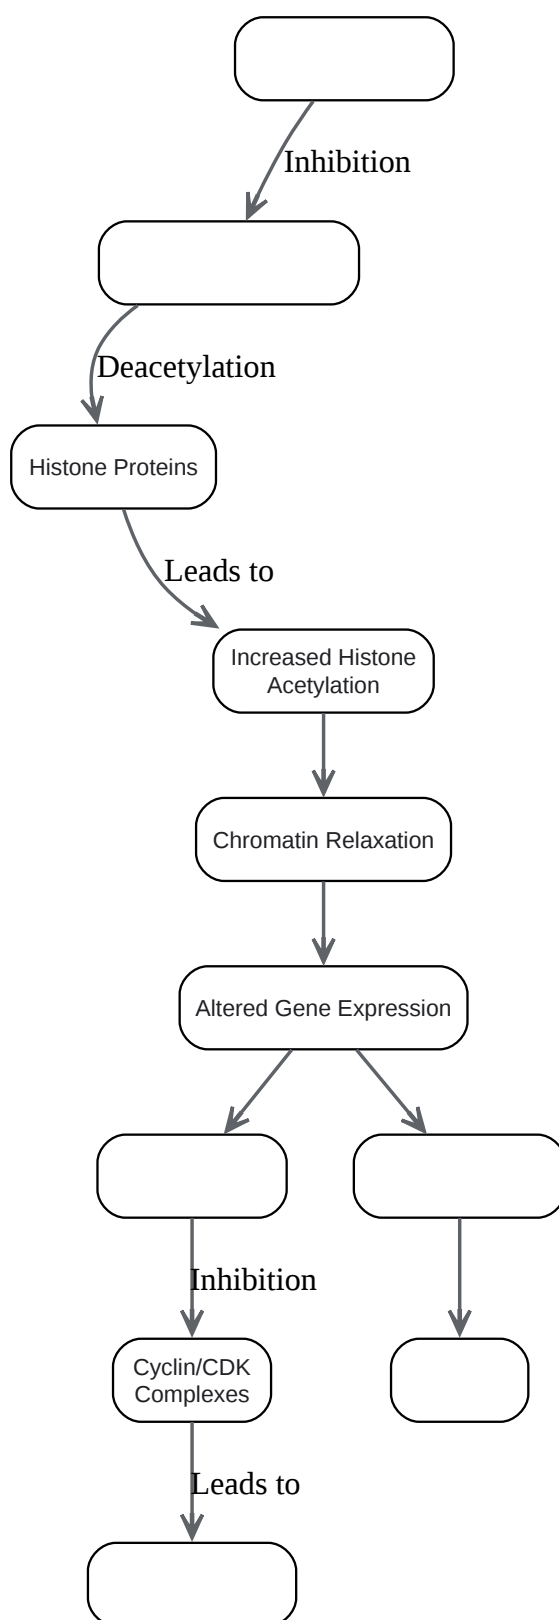 Inhibition
Deacetylation
Histone Proteins
Leads to
Increased Histone
Acetylation
Chromatin Relaxation
Altered Gene Expression
Inhibition
Cyclin/CDK
Complexes
Leads to